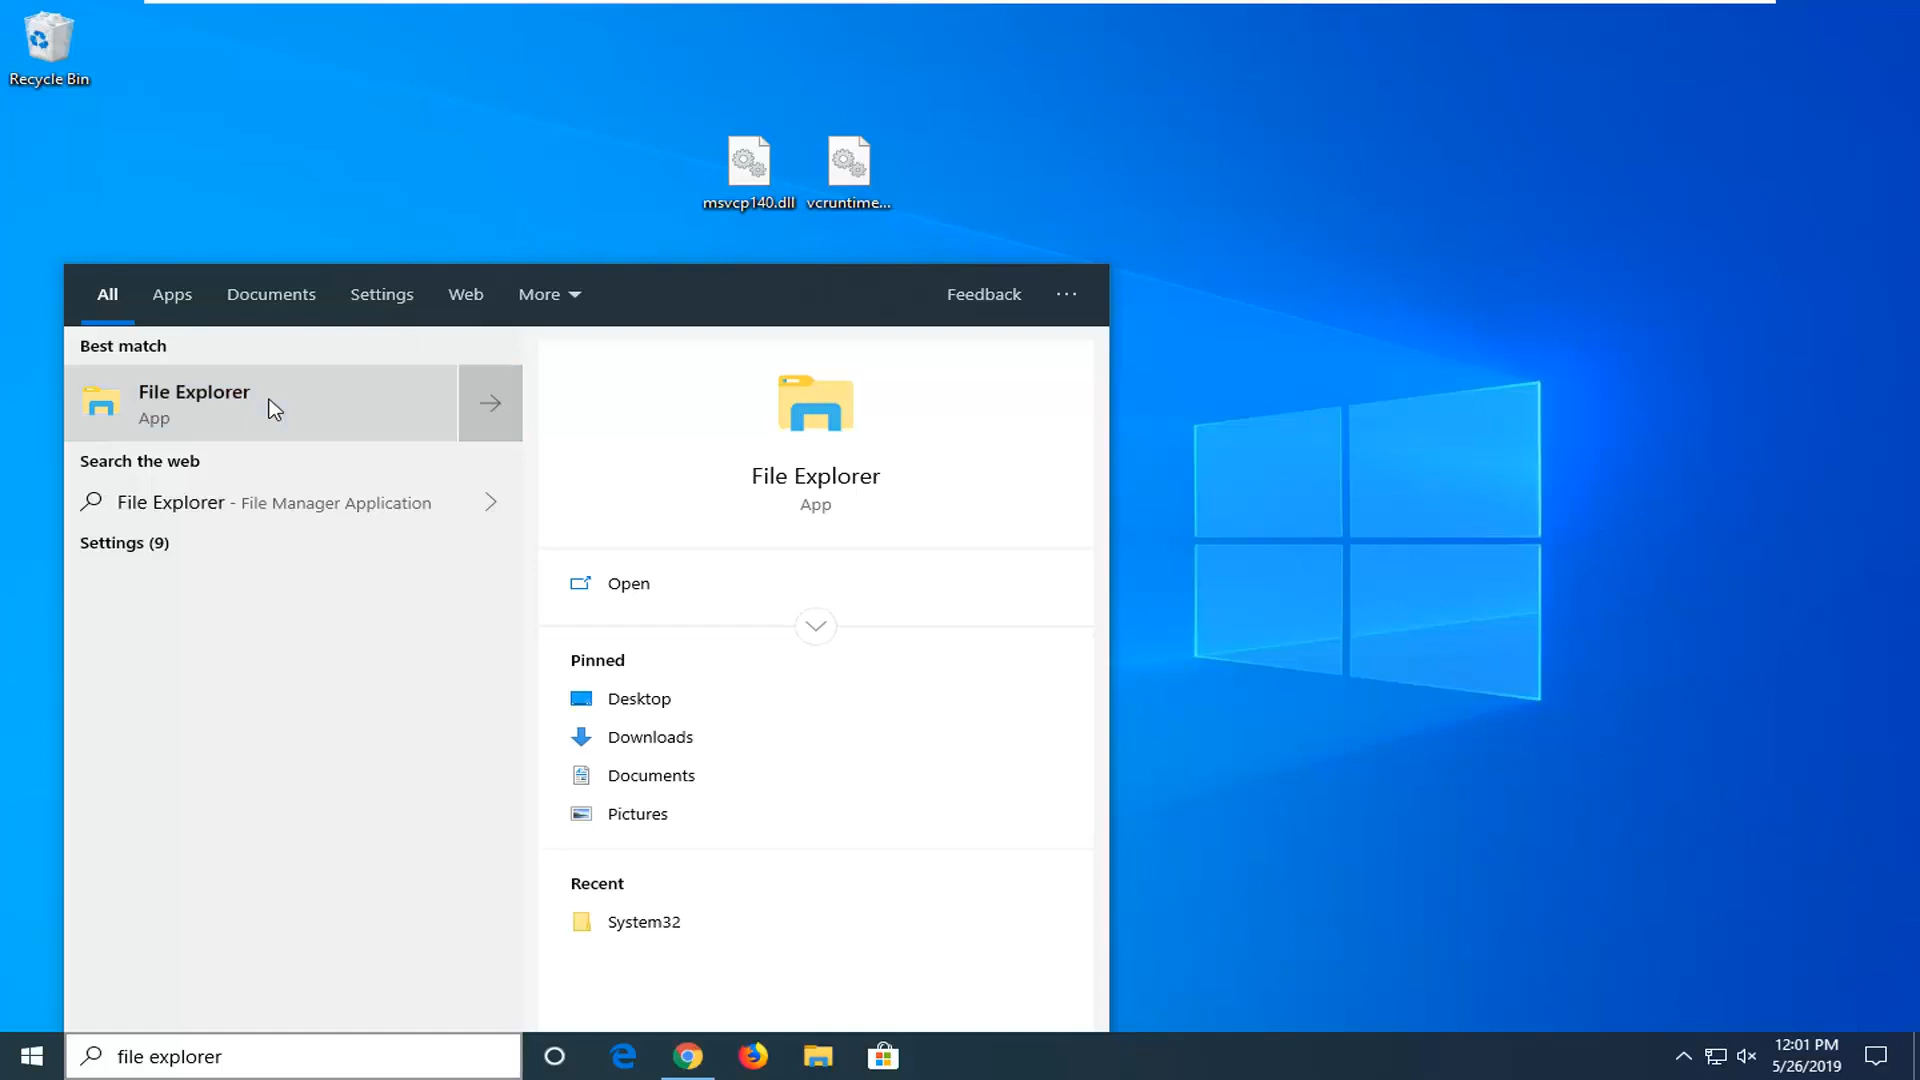 Recycle Bin
msvcp140.dll
vcruntime...
All
Apps
Documents
Settings
Web
More
Feedback
Best match
File Explorer
App
Search the web
File Explorer - File Manager Application
Settings (9)
File Explorer
App
Open
Pinned
Desktop
Downloads
Documents
Pictures
Recent
System32
file explorer
12:01 PM
5/26/2019